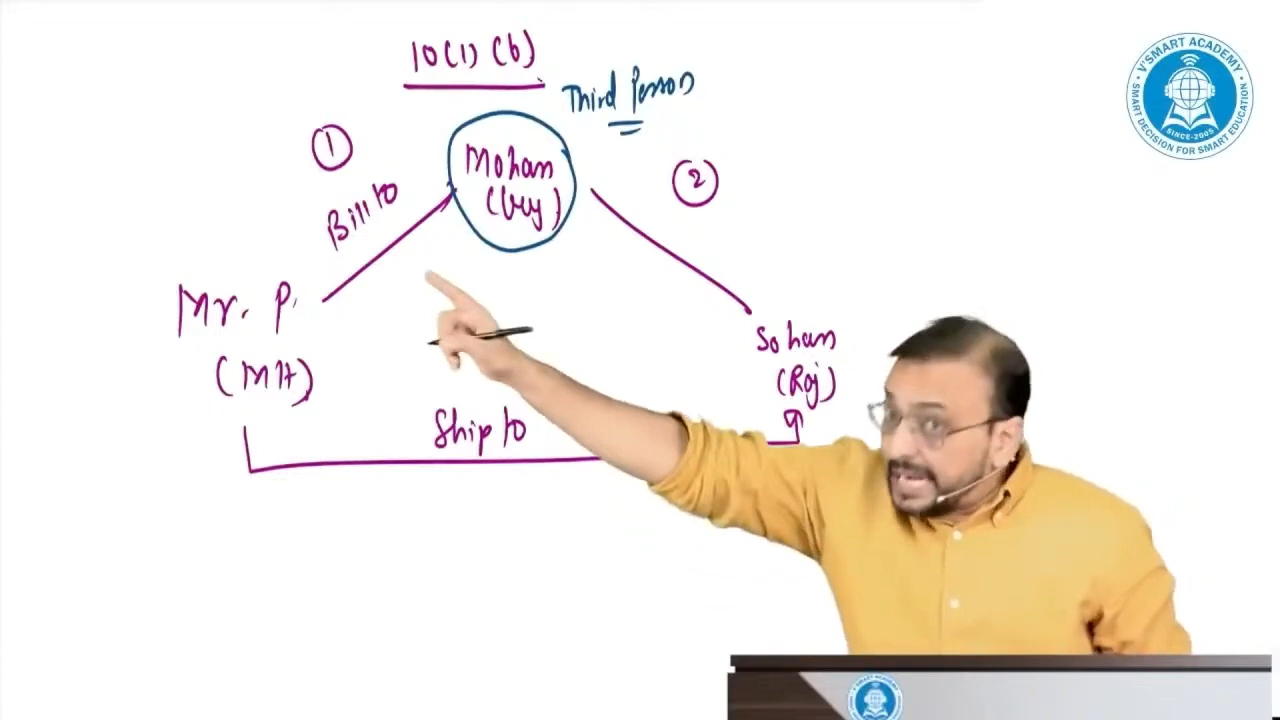 10(1)(b)
Third Person
1
Mohan
(Guj)
2
Bill to
Mr. P.
(MH)
Sohan
(Raj)
Ship to
V'SMART ACADEMY
SMART DECISION FOR SMART EDUCATION
SINCE-2005